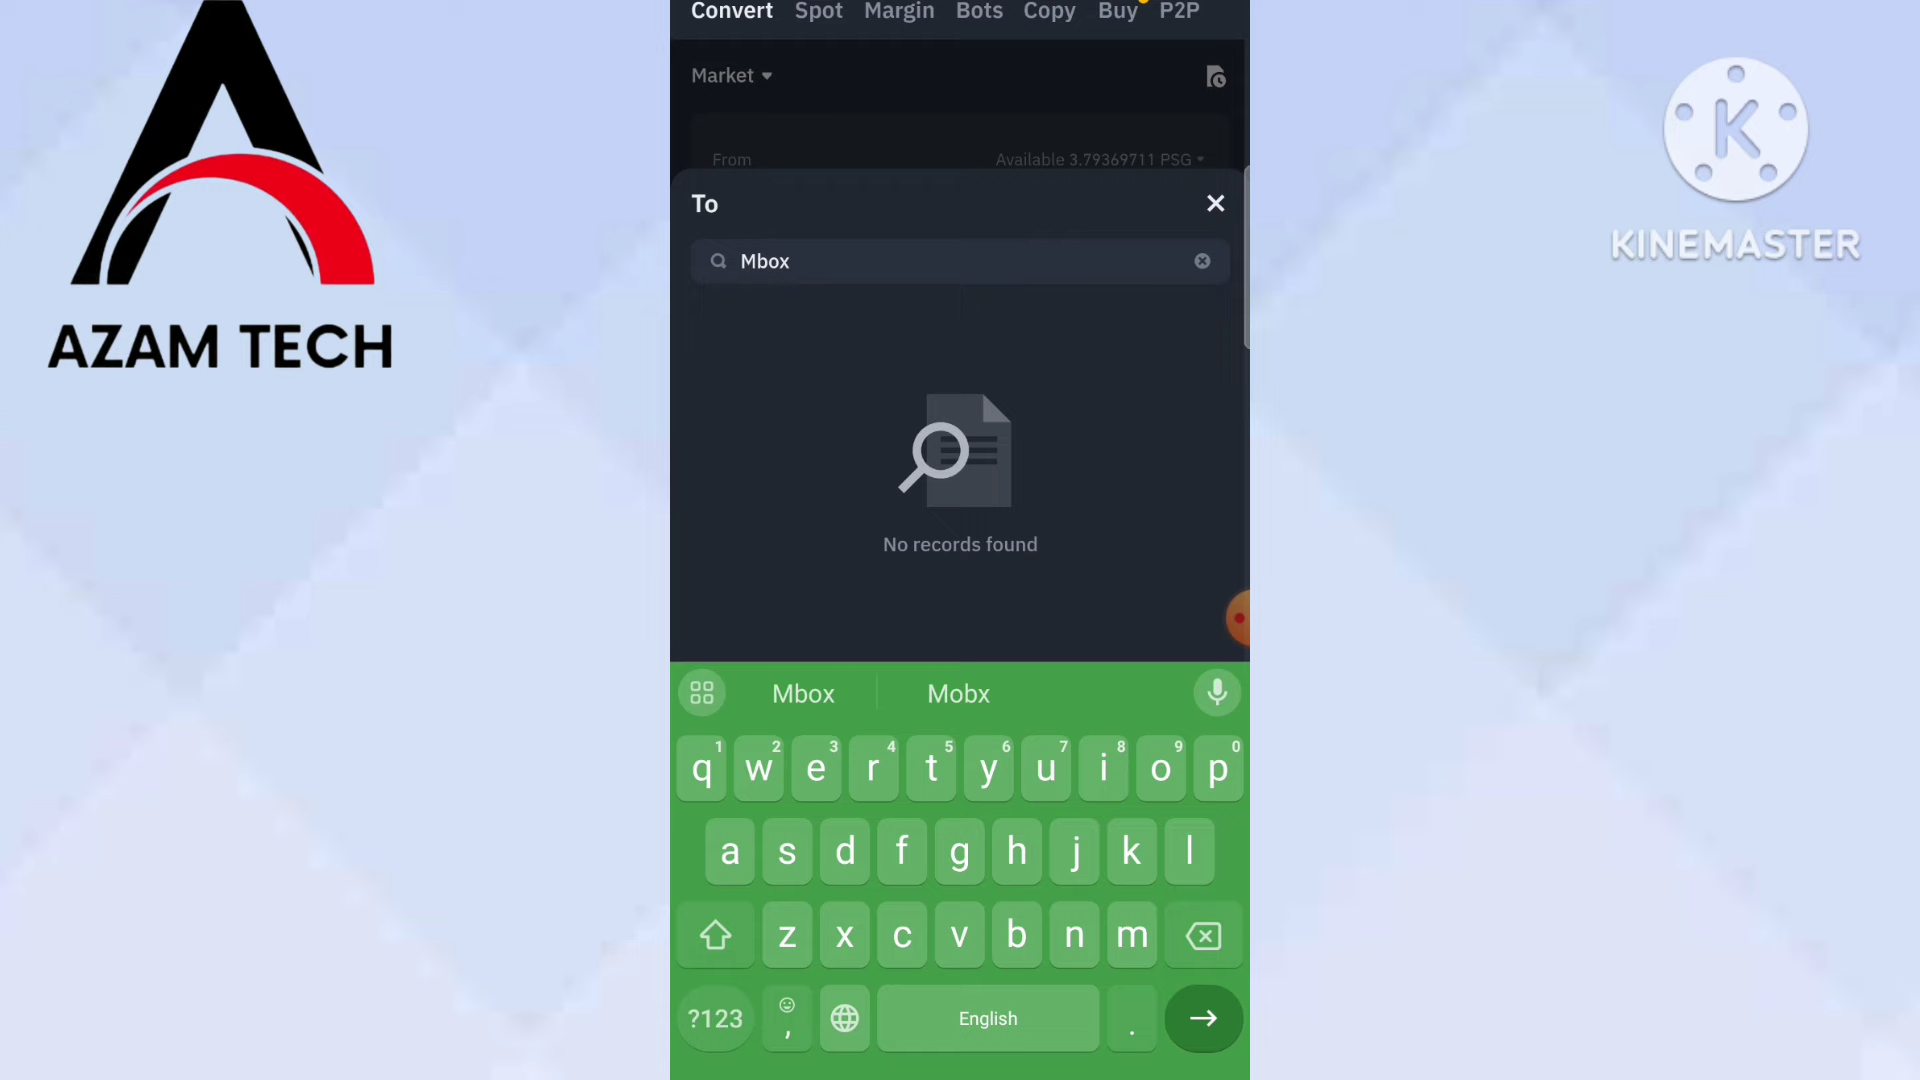 AZAM TECH
K
KINEMASTER
Convert Spot Margin Bots Copy Buy P2P
Market
From Available 3.79369711 PSG
To
Mbox
No records found
Mbox Mobx
1 2 3 4 5 6 7 8 9 0
q w e r t y u i o p
a s d f g h j k l
z x c v b n m
?123 , English .